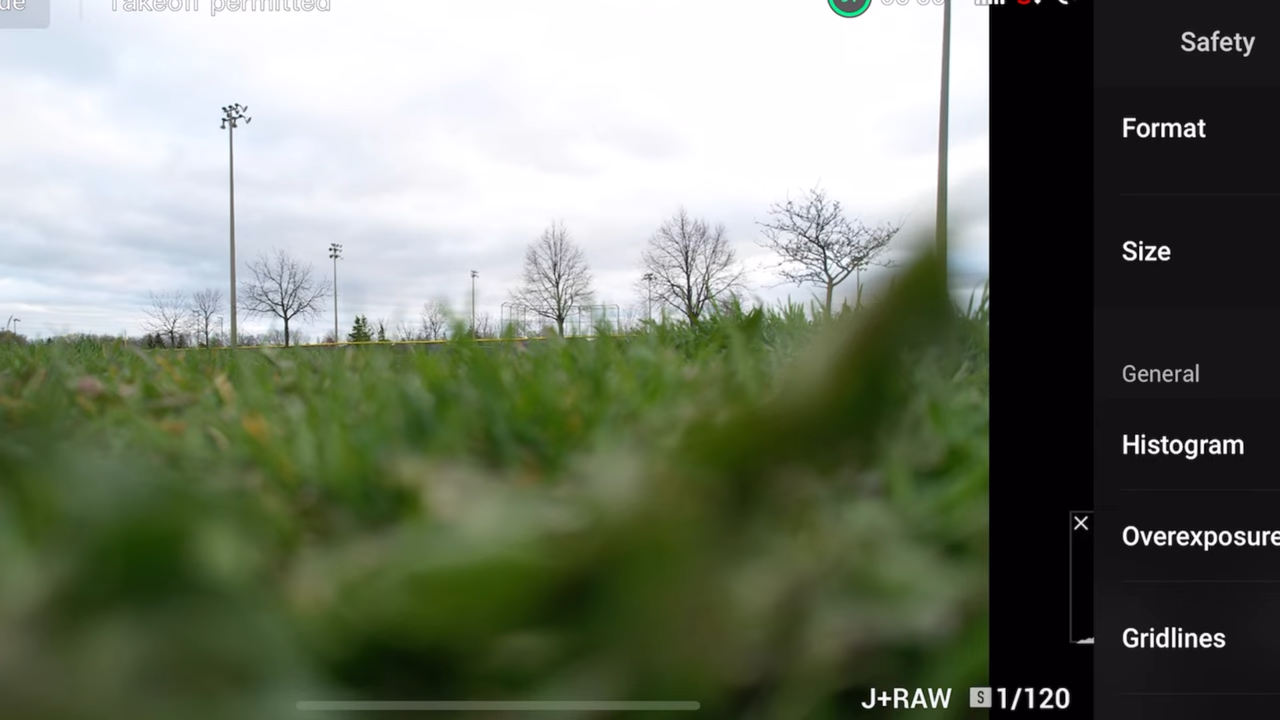 Takeoff permitted
Safety
Format
Size
General
Histogram
Overexposure
Gridlines
J+RAW S 1/120